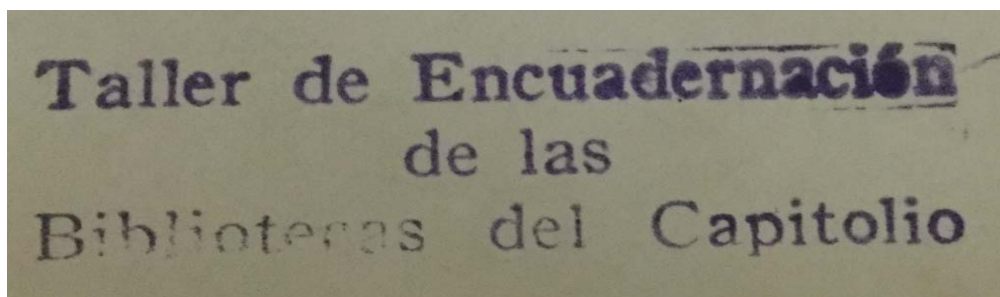 Taller de Encuadernación
de las
Bibliotecas del Capitolio